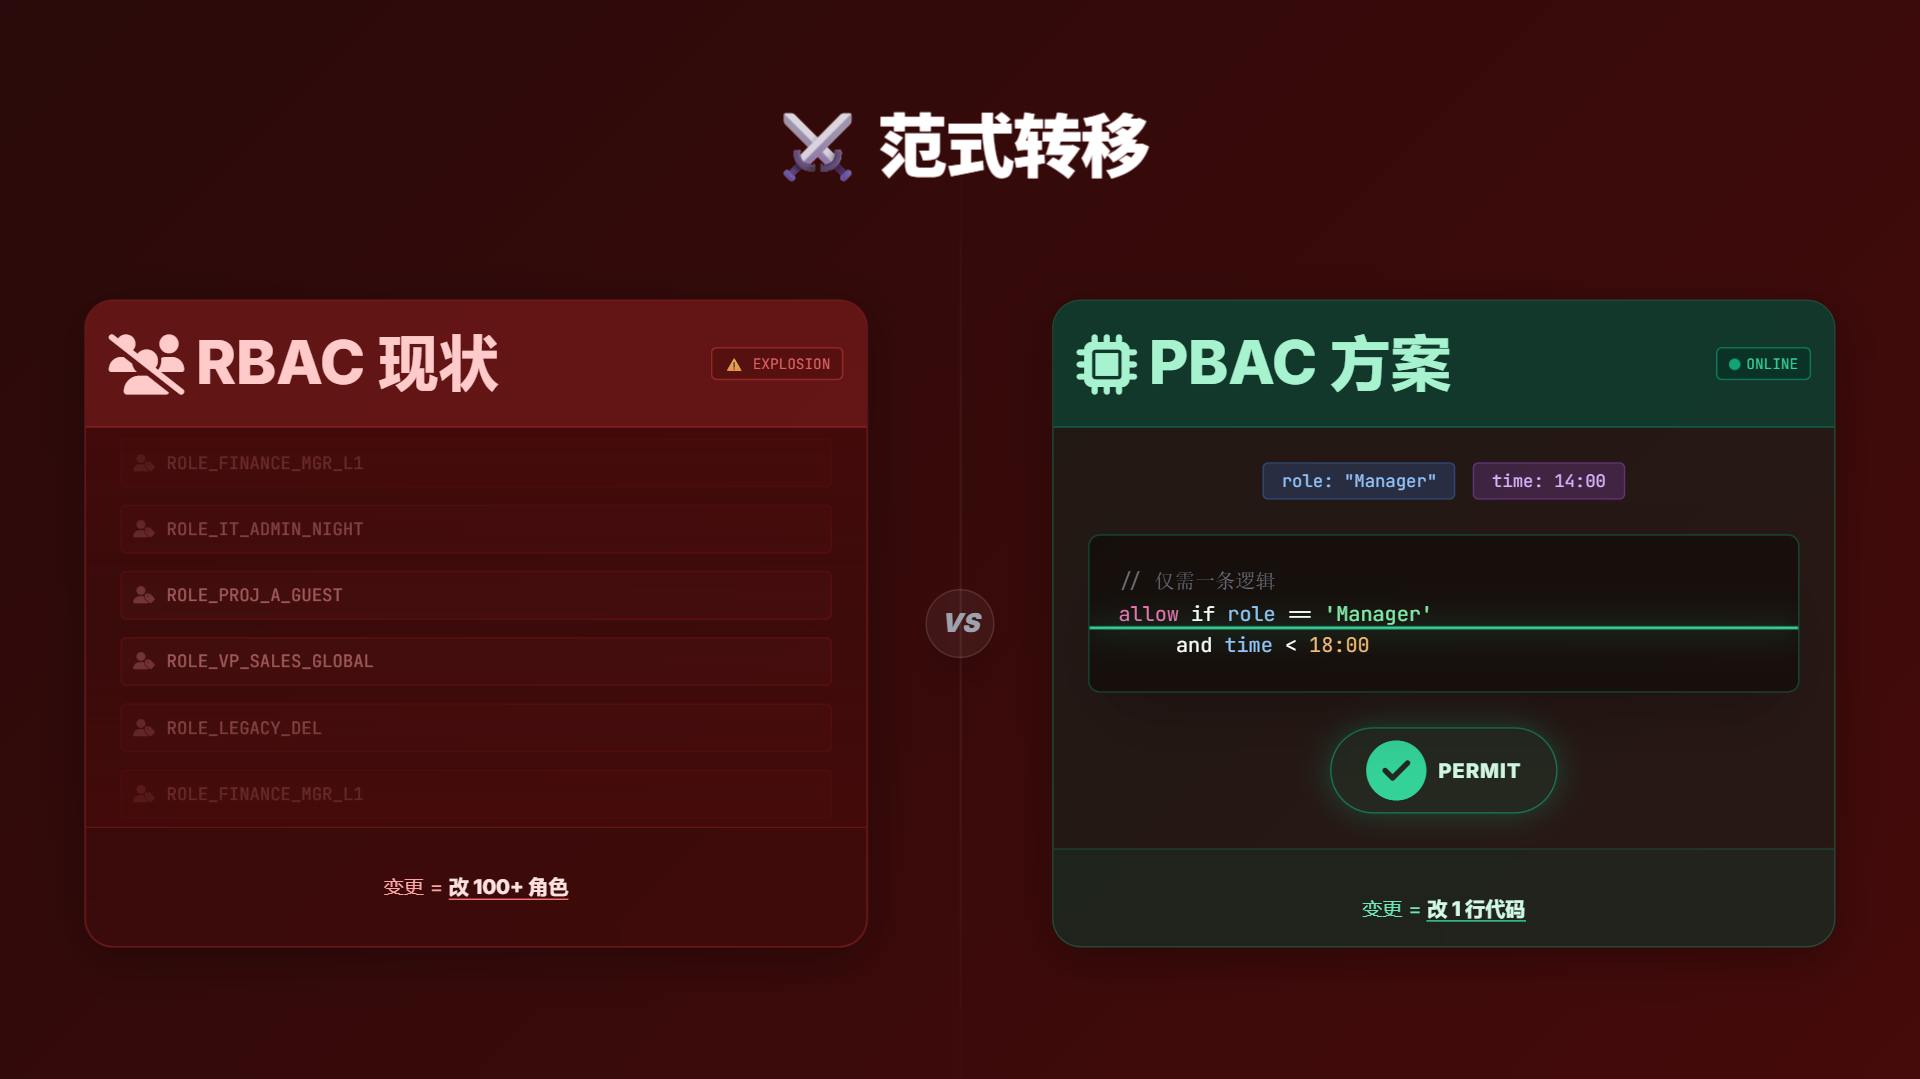 ⚔️ 范式转移
RBAC 现状
⚠️ EXPLOSION
ROLE_FINANCE_MGR_L1
ROLE_IT_ADMIN_NIGHT
ROLE_PROJ_A_GUEST
ROLE_VP_SALES_GLOBAL
ROLE_LEGACY_DEL
ROLE_FINANCE_MGR_L1
变更 = 改 100+ 角色
VS
PBAC 方案
ONLINE
role: "Manager"
time: 14:00
// 仅需一条逻辑
allow if role == 'Manager'
and time < 18:00
PERMIT
变更 = 改 1 行代码